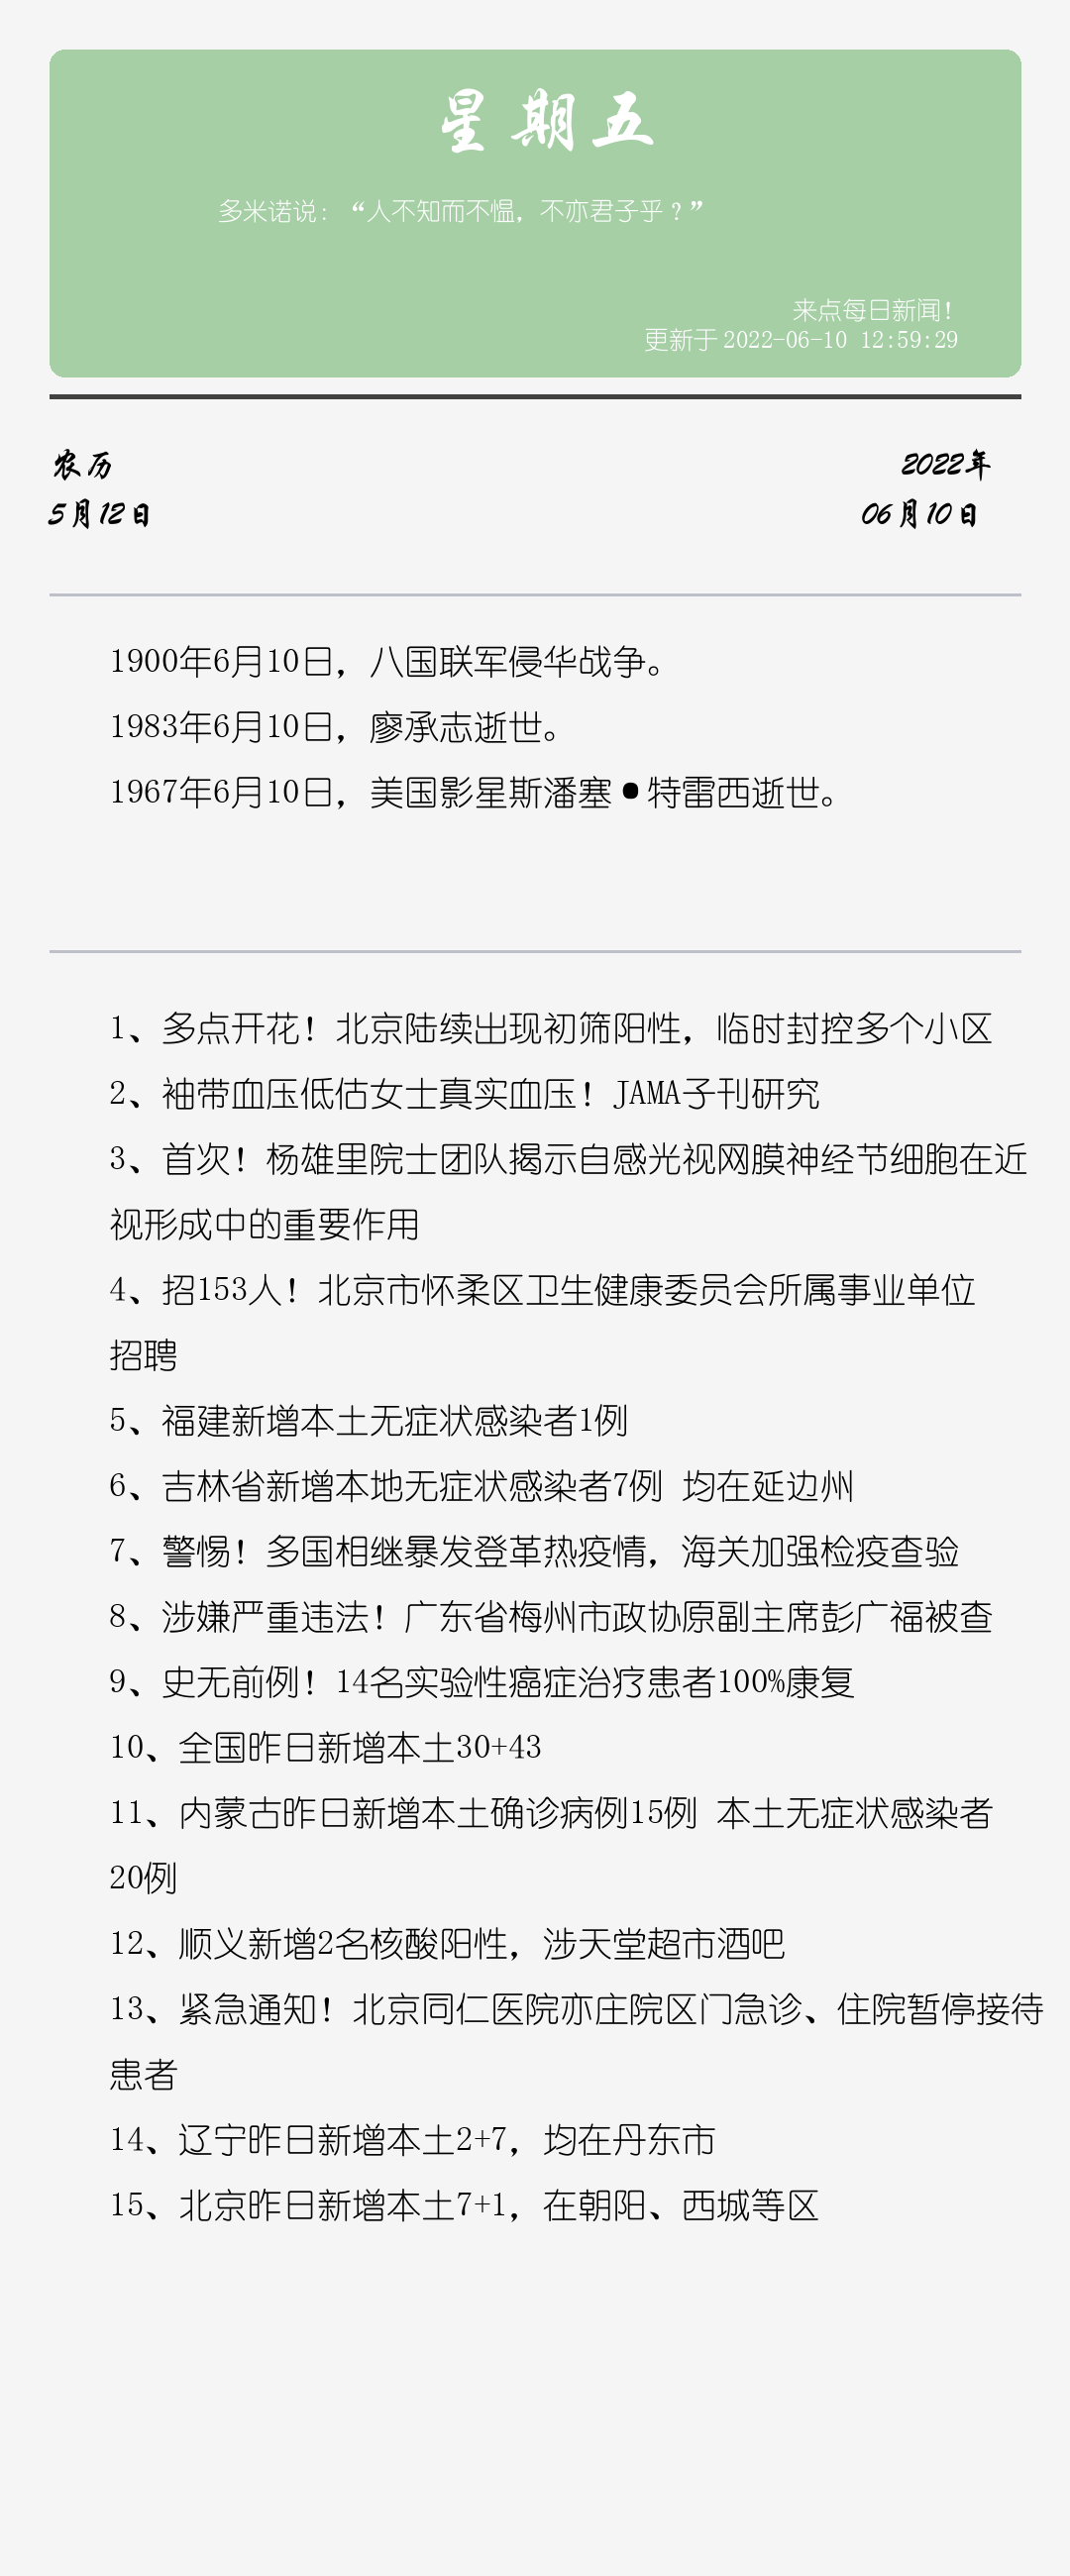 星期五
多米诺说：“人不知而不愠，不亦君子乎？”
来点每日新闻！
更新于 2022-06-10 12:59:29
农历
2022年
5月12日
06月10日
1900年6月10日，八国联军侵华战争。
1983年6月10日，廖承志逝世。
1967年6月10日，美国影星斯潘塞•特雷西逝世。
1、多点开花！北京陆续出现初筛阳性，临时封控多个小区
2、袖带血压低估女士真实血压！JAMA子刊研究
3、首次！杨雄里院士团队揭示自感光视网膜神经节细胞在近
视形成中的重要作用
4、招153人！北京市怀柔区卫生健康委员会所属事业单位
招聘
5、福建新增本土无症状感染者1例
6、吉林省新增本地无症状感染者7例 均在延边州
7、警惕！多国相继暴发登革热疫情，海关加强检疫查验
8、涉嫌严重违法！广东省梅州市政协原副主席彭广福被查
9、史无前例！14名实验性癌症治疗患者100%康复
10、全国昨日新增本土30+43
11、内蒙古昨日新增本土确诊病例15例 本土无症状感染者
20例
12、顺义新增2名核酸阳性，涉天堂超市酒吧
13、紧急通知！北京同仁医院亦庄院区门急诊、住院暂停接待
患者
14、辽宁昨日新增本土2+7，均在丹东市
15、北京昨日新增本土7+1，在朝阳、西城等区